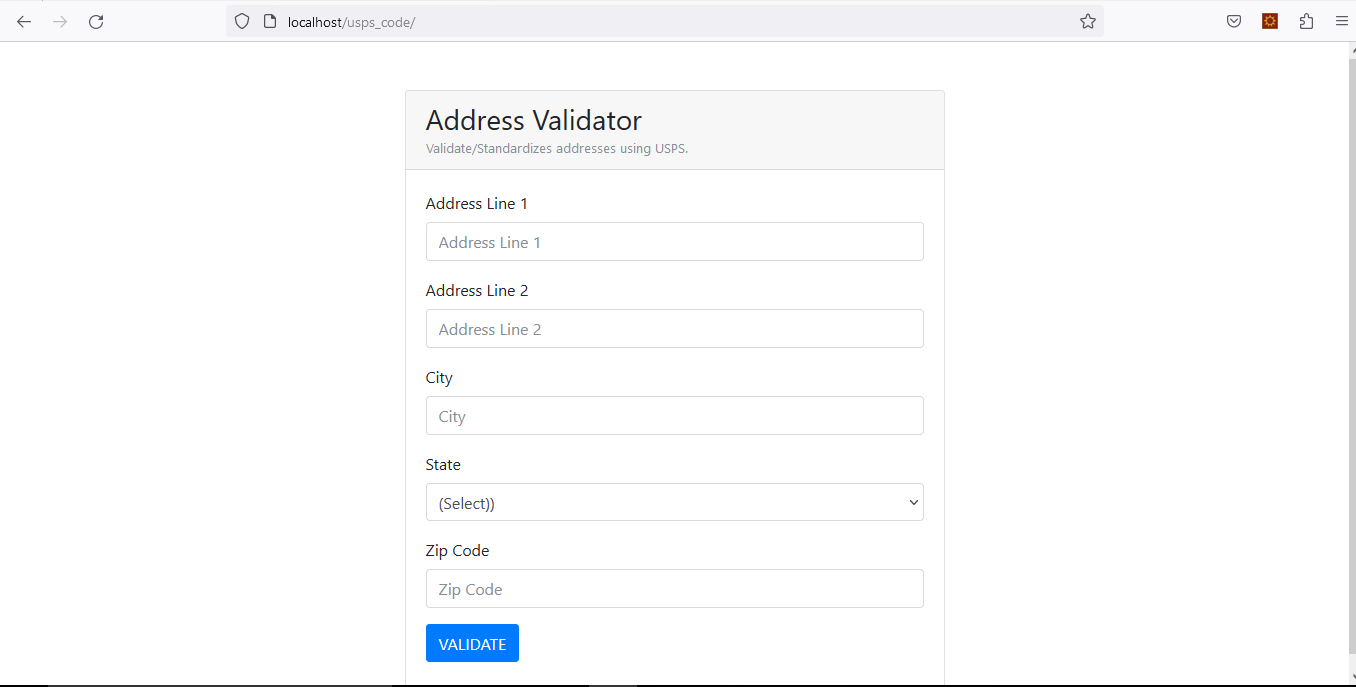 localhost/usps_code/
Address Validator
Validate/Standardizes addresses using USPS.
Address Line 1
Address Line 1
Address Line 2
Address Line 2
City
City
State
(Select))
Zip Code
Zip Code
VALIDATE